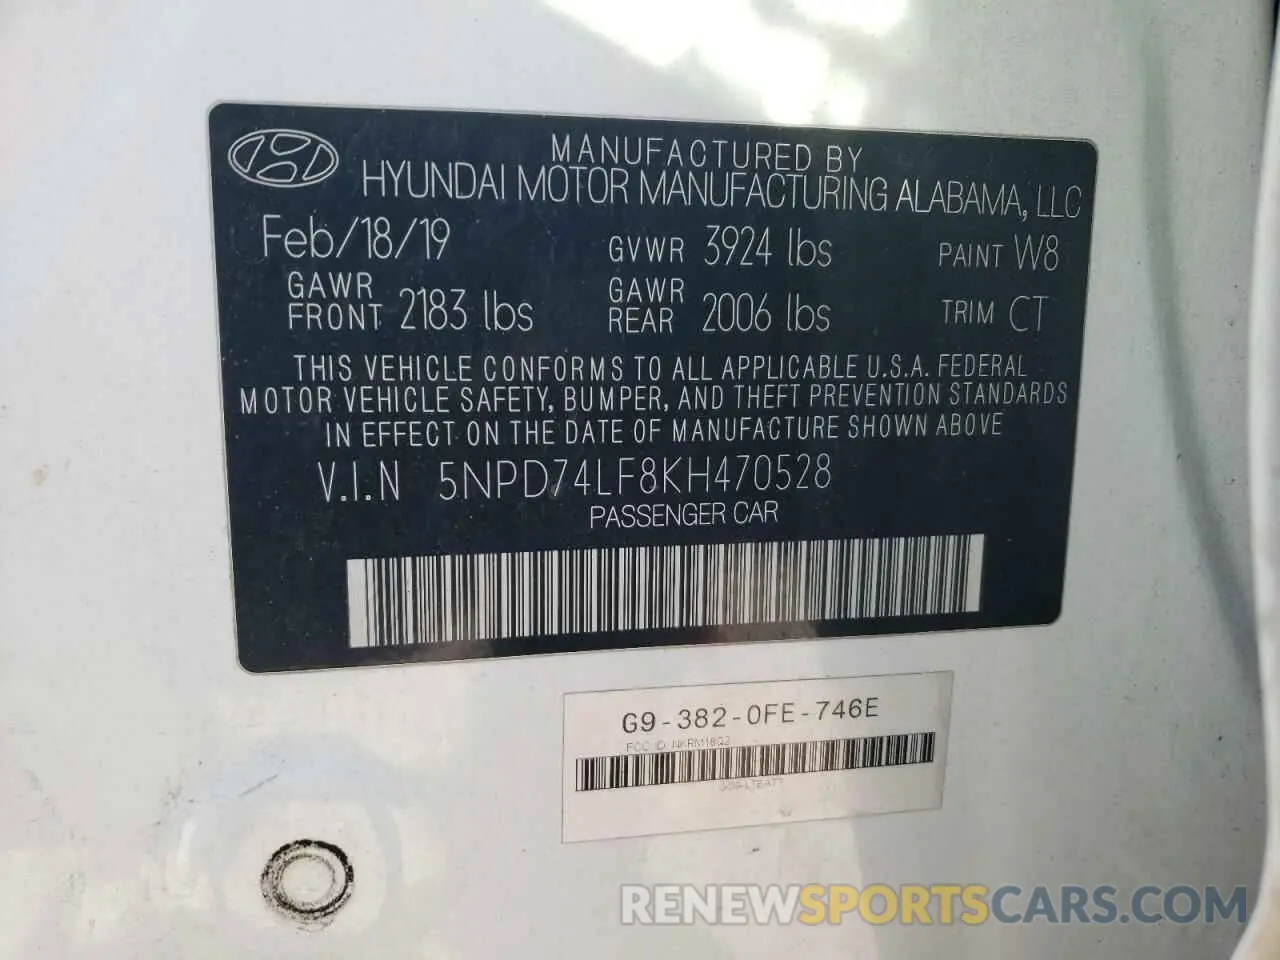 MANUFACTURED BY
HYUNDAI MOTOR MANUFACTURING ALABAMA, LLC
Feb/18/19 GVWR 3924 lbs PAINT W8
GAWR FRONT 2183 lbs GAWR REAR 2006 lbs TRIM CT
THIS VEHICLE CONFORMS TO ALL APPLICABLE U.S.A. FEDERAL
MOTOR VEHICLE SAFETY, BUMPER, AND THEFT PREVENTION STANDARDS
IN EFFECT ON THE DATE OF MANUFACTURE SHOWN ABOVE
V.I.N 5NPD74LF8KH470528
PASSENGER CAR
G9-382-0FE-746E
FCC ID
RENEWSPORTSCARS.COM